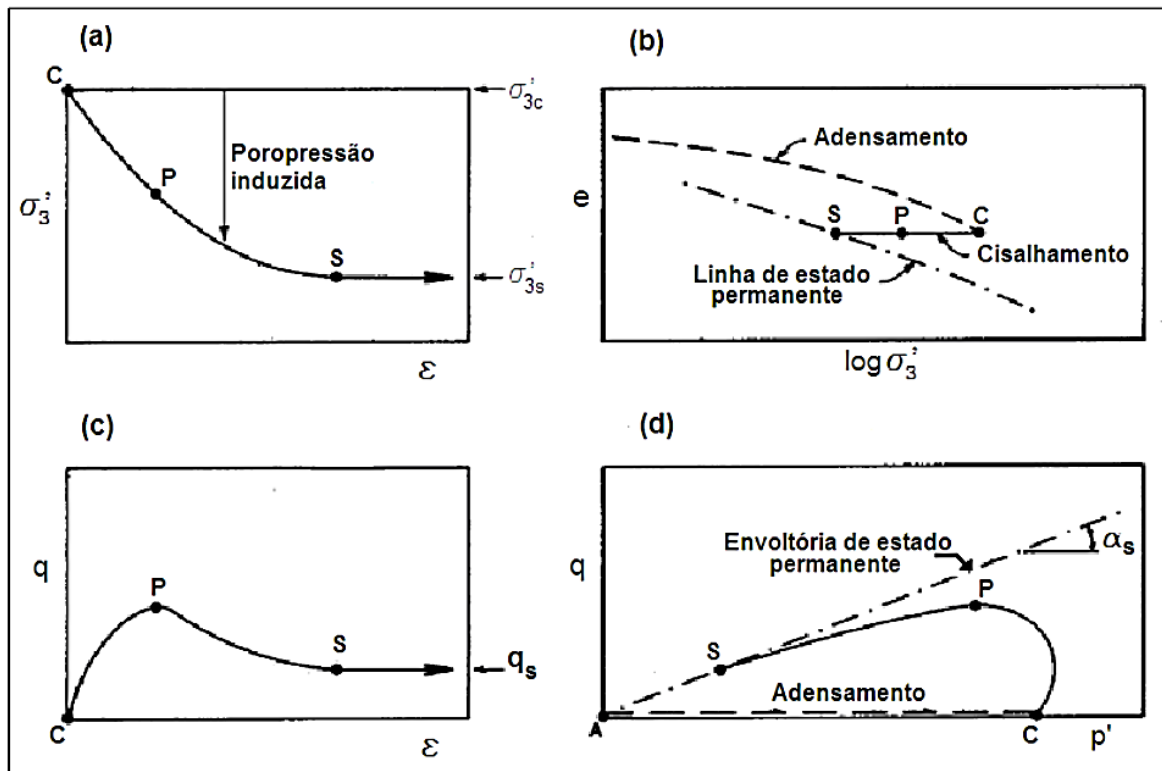 (a)
C
σ'3c
Poropressão
induzida
P
σ'3
S
σ'3s
ε
(b)
Adensamento
e
S
P
C
Cisalhamento
Linha de estado
permanente
log σ'3
(c)
q
P
S
qs
C
ε
(d)
Envoltória de estado
permanente
αs
q
P
S
Adensamento
A
C
p'